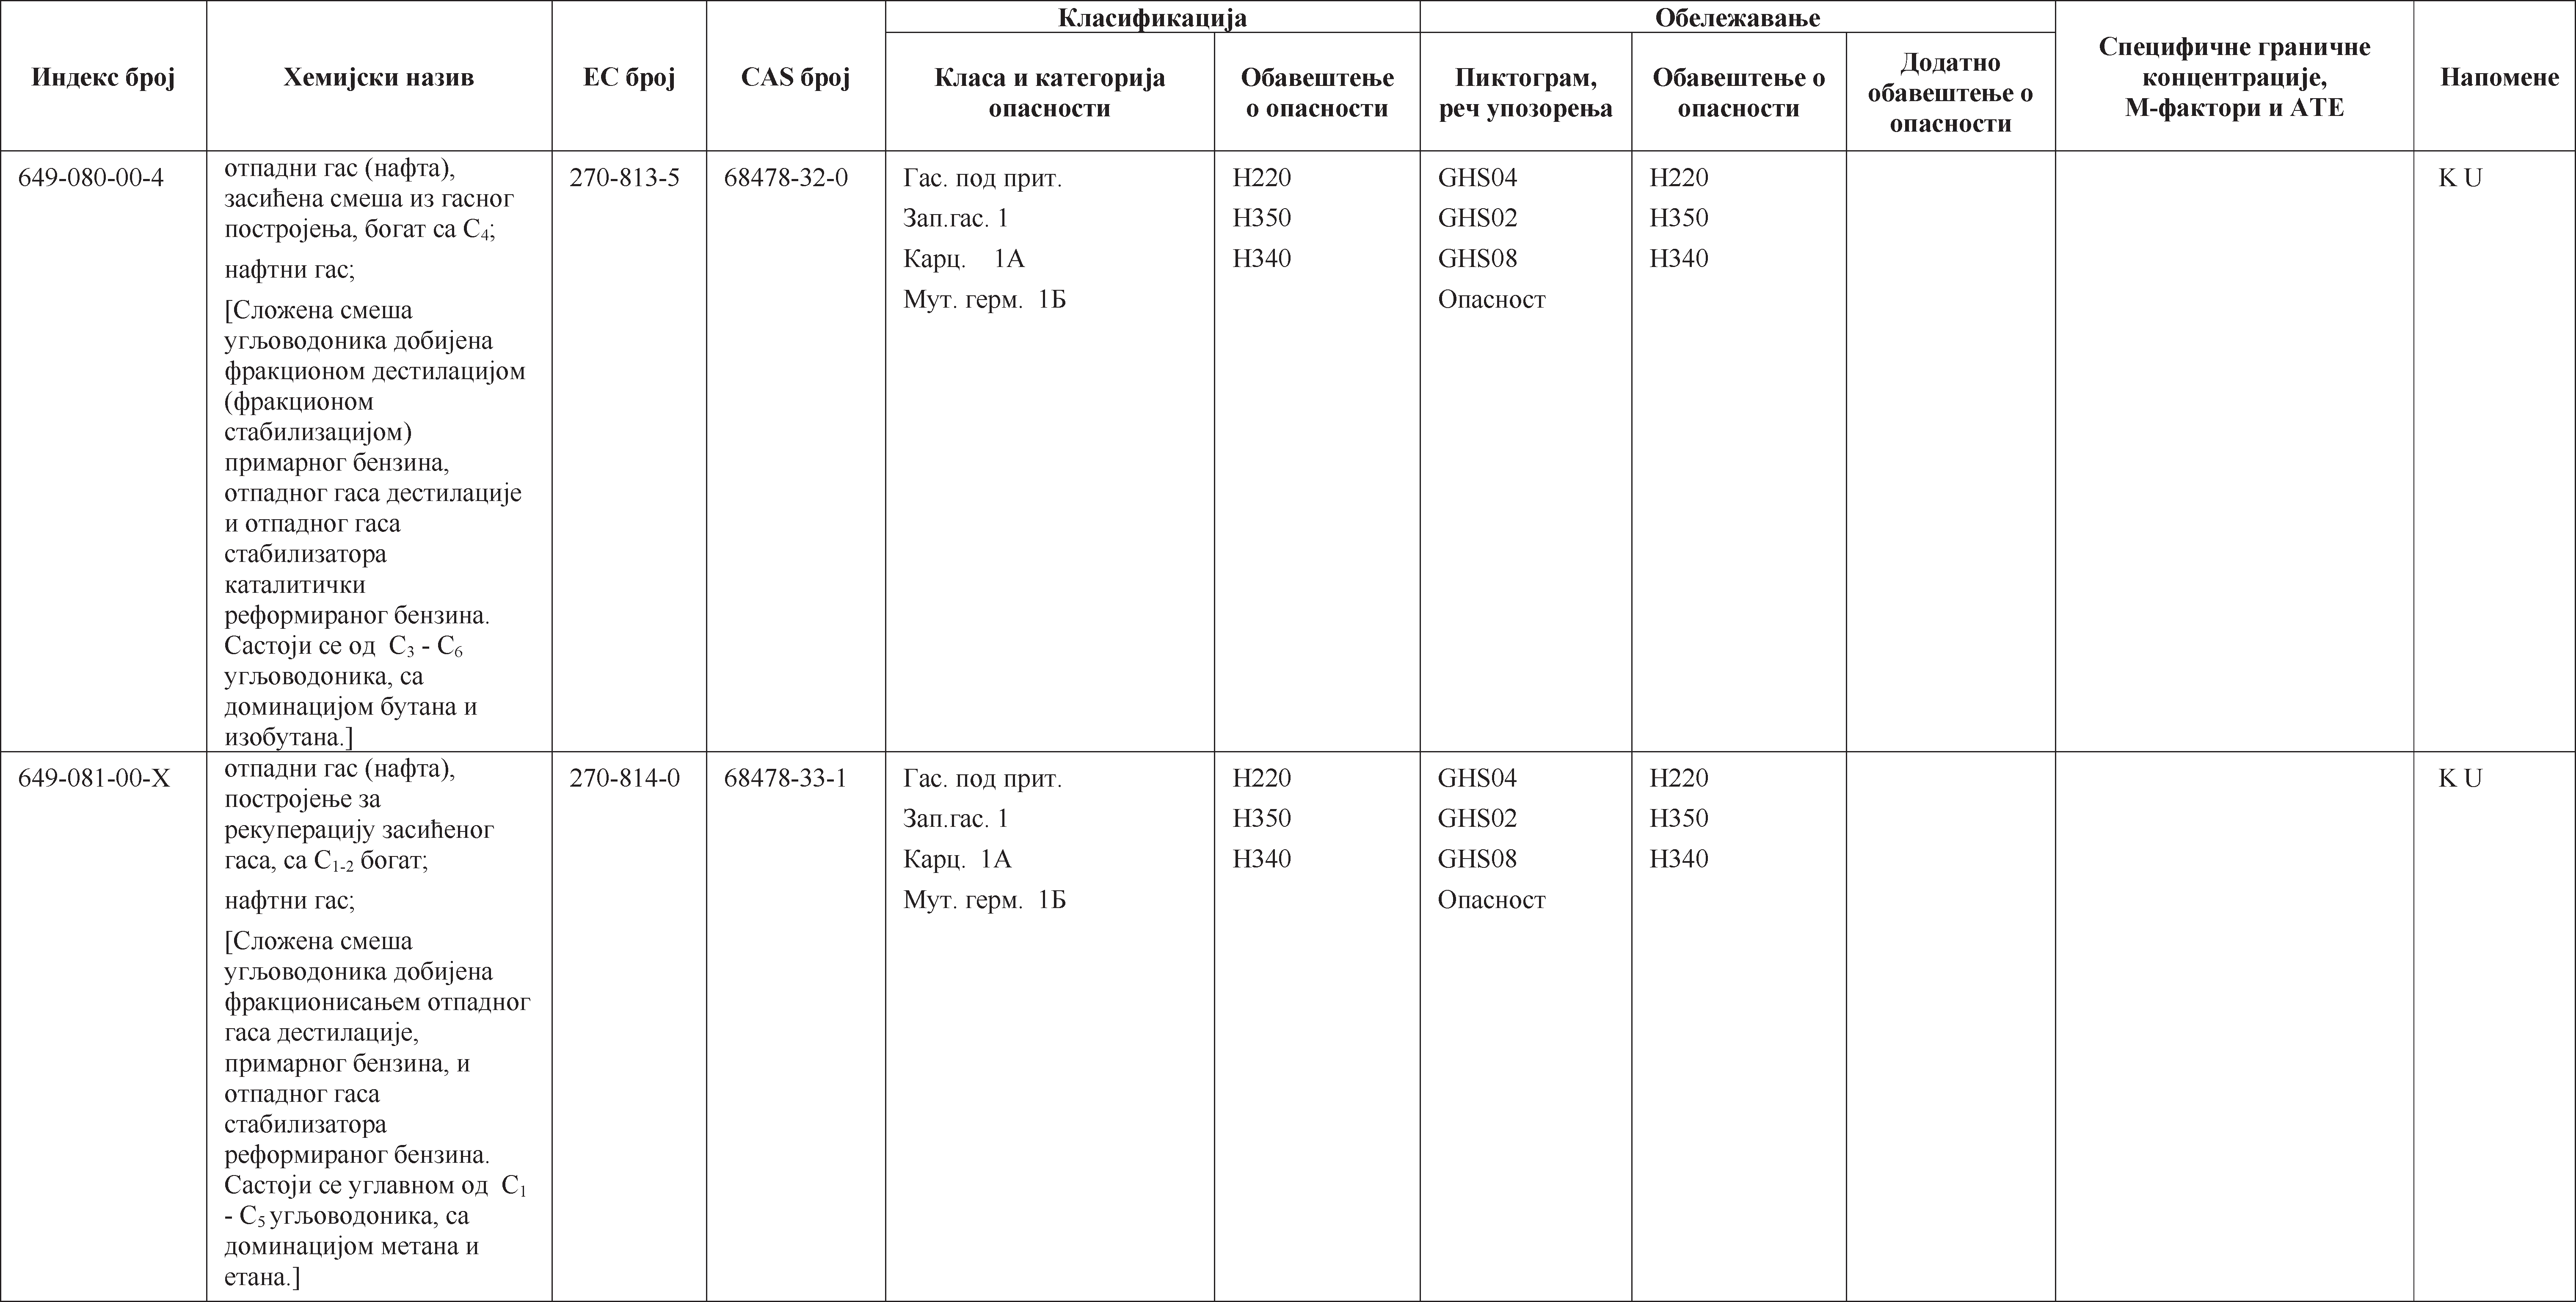 Индекс број
Хемијски назив
ЕС број
CAS број
Класификација
Обележавање
Специфичне граничне
концентрације,
М-фактори и АТЕ
Напомене
Класа и категорија
опасности
Обавештење
о опасности
Пиктограм,
реч упозорења
Обавештење о
опасности
Додатно
обавештење о
опасности
649-080-00-4
отпадни гас (нафта),
засићена смеша из гасног
постројења, богат са C₄;
нафтни гас;
[Сложена смеша
угљоводоника добијена
фракционом дестилацијом
(фракционом
стабилизацијом)
примарног бензина,
отпадног гаса дестилације
и отпадног гаса
стабилизатора
каталитички
реформираног бензина.
Састоји се од  C₃ - C₆
угљоводоника, са
доминацијом бутана и
изобутана.]
270-813-5
68478-32-0
Гас. под прит.
Зап.гас. 1
Карц.    1А
Мут. герм.  1Б
H220
H350
H340
GHS04
GHS02
GHS08
Опасност
H220
H350
H340
K U
649-081-00-X
отпадни гас (нафта),
постројење за
рекуперацију засићеног
гаса, са C₁₋₂ богат;
нафтни гас;
[Сложена смеша
угљоводоника добијена
фракционисањем отпадног
гаса дестилације,
примарног бензина, и
отпадног гаса
стабилизатора
реформираног бензина.
Састоји се углавном од  C₁
- C₅ угљоводоника, са
доминацијом метана и
етана.]
270-814-0
68478-33-1
Гас. под прит.
Зап.гас. 1
Карц.  1А
Мут. герм.  1Б
H220
H350
H340
GHS04
GHS02
GHS08
Опасност
H220
H350
H340
K U